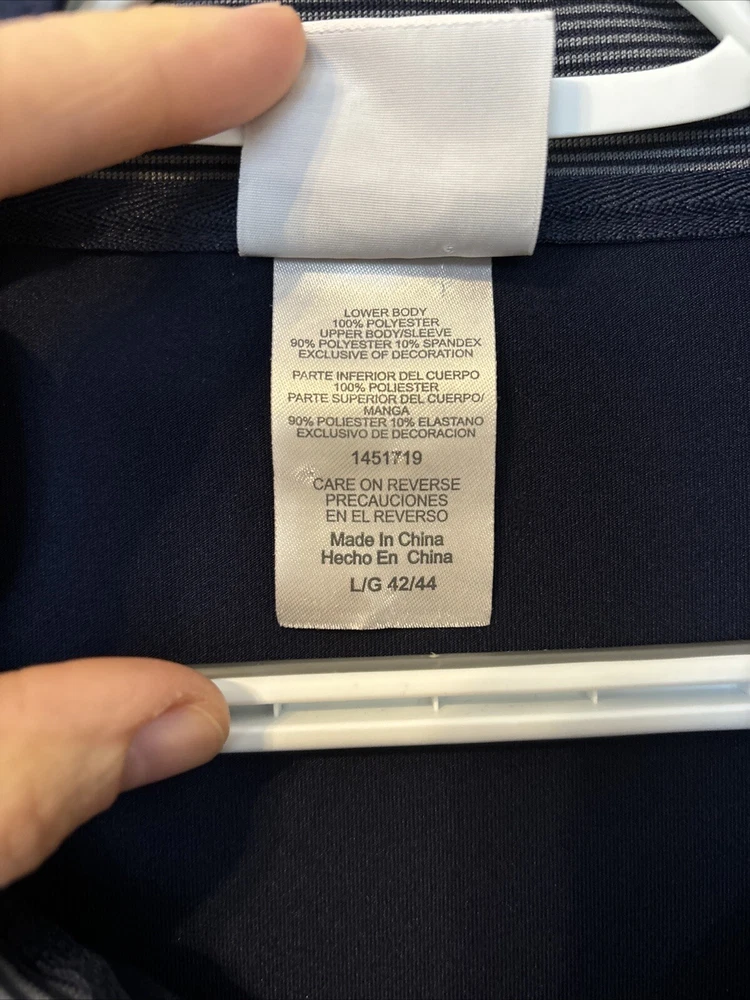 LOWER BODY
100% POLYESTER
UPPER BODY/SLEEVE
90% POLYESTER 10% SPANDEX
EXCLUSIVE OF DECORATION
PARTE INFERIOR DEL CUERPO
100% POLIESTER
PARTE SUPERIOR DEL CUERPO/
MANGA
90% POLIESTER 10% ELASTANO
EXCLUSIVO DE DECORACION
1451719
CARE ON REVERSE
PRECAUCIONES
EN EL REVERSO
Made In China
Hecho En China
L/G 42/44